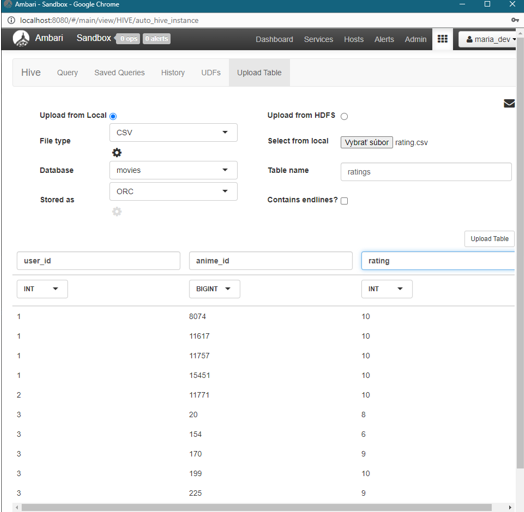 Ambari - Sandbox - Google Chrome
localhost:8080/#/main/view/HIVE/auto_hive_instance
Ambari Sandbox 0 ops 0 alerts Dashboard Services Hosts Alerts Admin maria_dev
Hive Query Saved Queries History UDFs Upload Table
Upload from Local Upload from HDFS
File type CSV Select from local Vybrať súbor rating.csv
Database movies Table name ratings
Stored as ORC Contains endlines?
Upload Table
user_id anime_id rating
INT BIGINT INT
1 8074 10
1 11617 10
1 11757 10
1 15451 10
2 11771 10
3 20 8
3 154 6
3 170 9
3 199 10
3 225 9